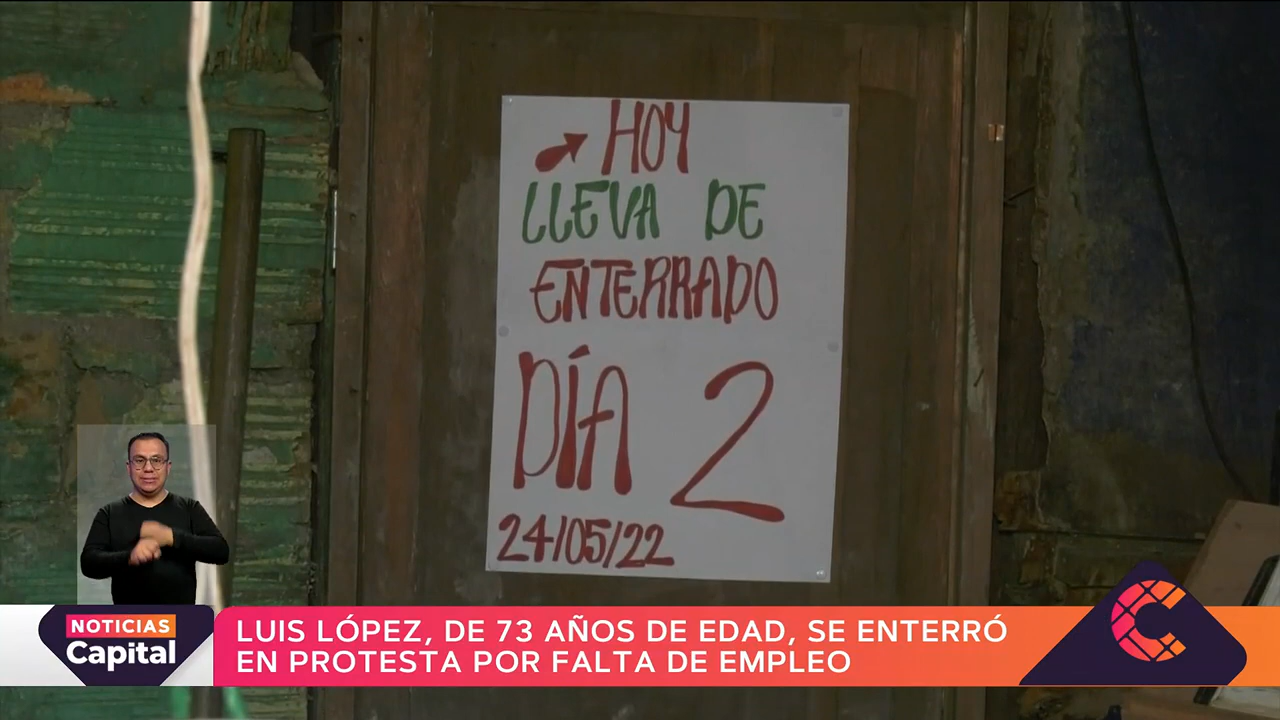 HOY
LLEVA DE
ENTERRADO
DÍA 2
24/05/22
NOTICIAS
Capital
LUIS LÓPEZ, DE 73 AÑOS DE EDAD, SE ENTERRÓ
EN PROTESTA POR FALTA DE EMPLEO